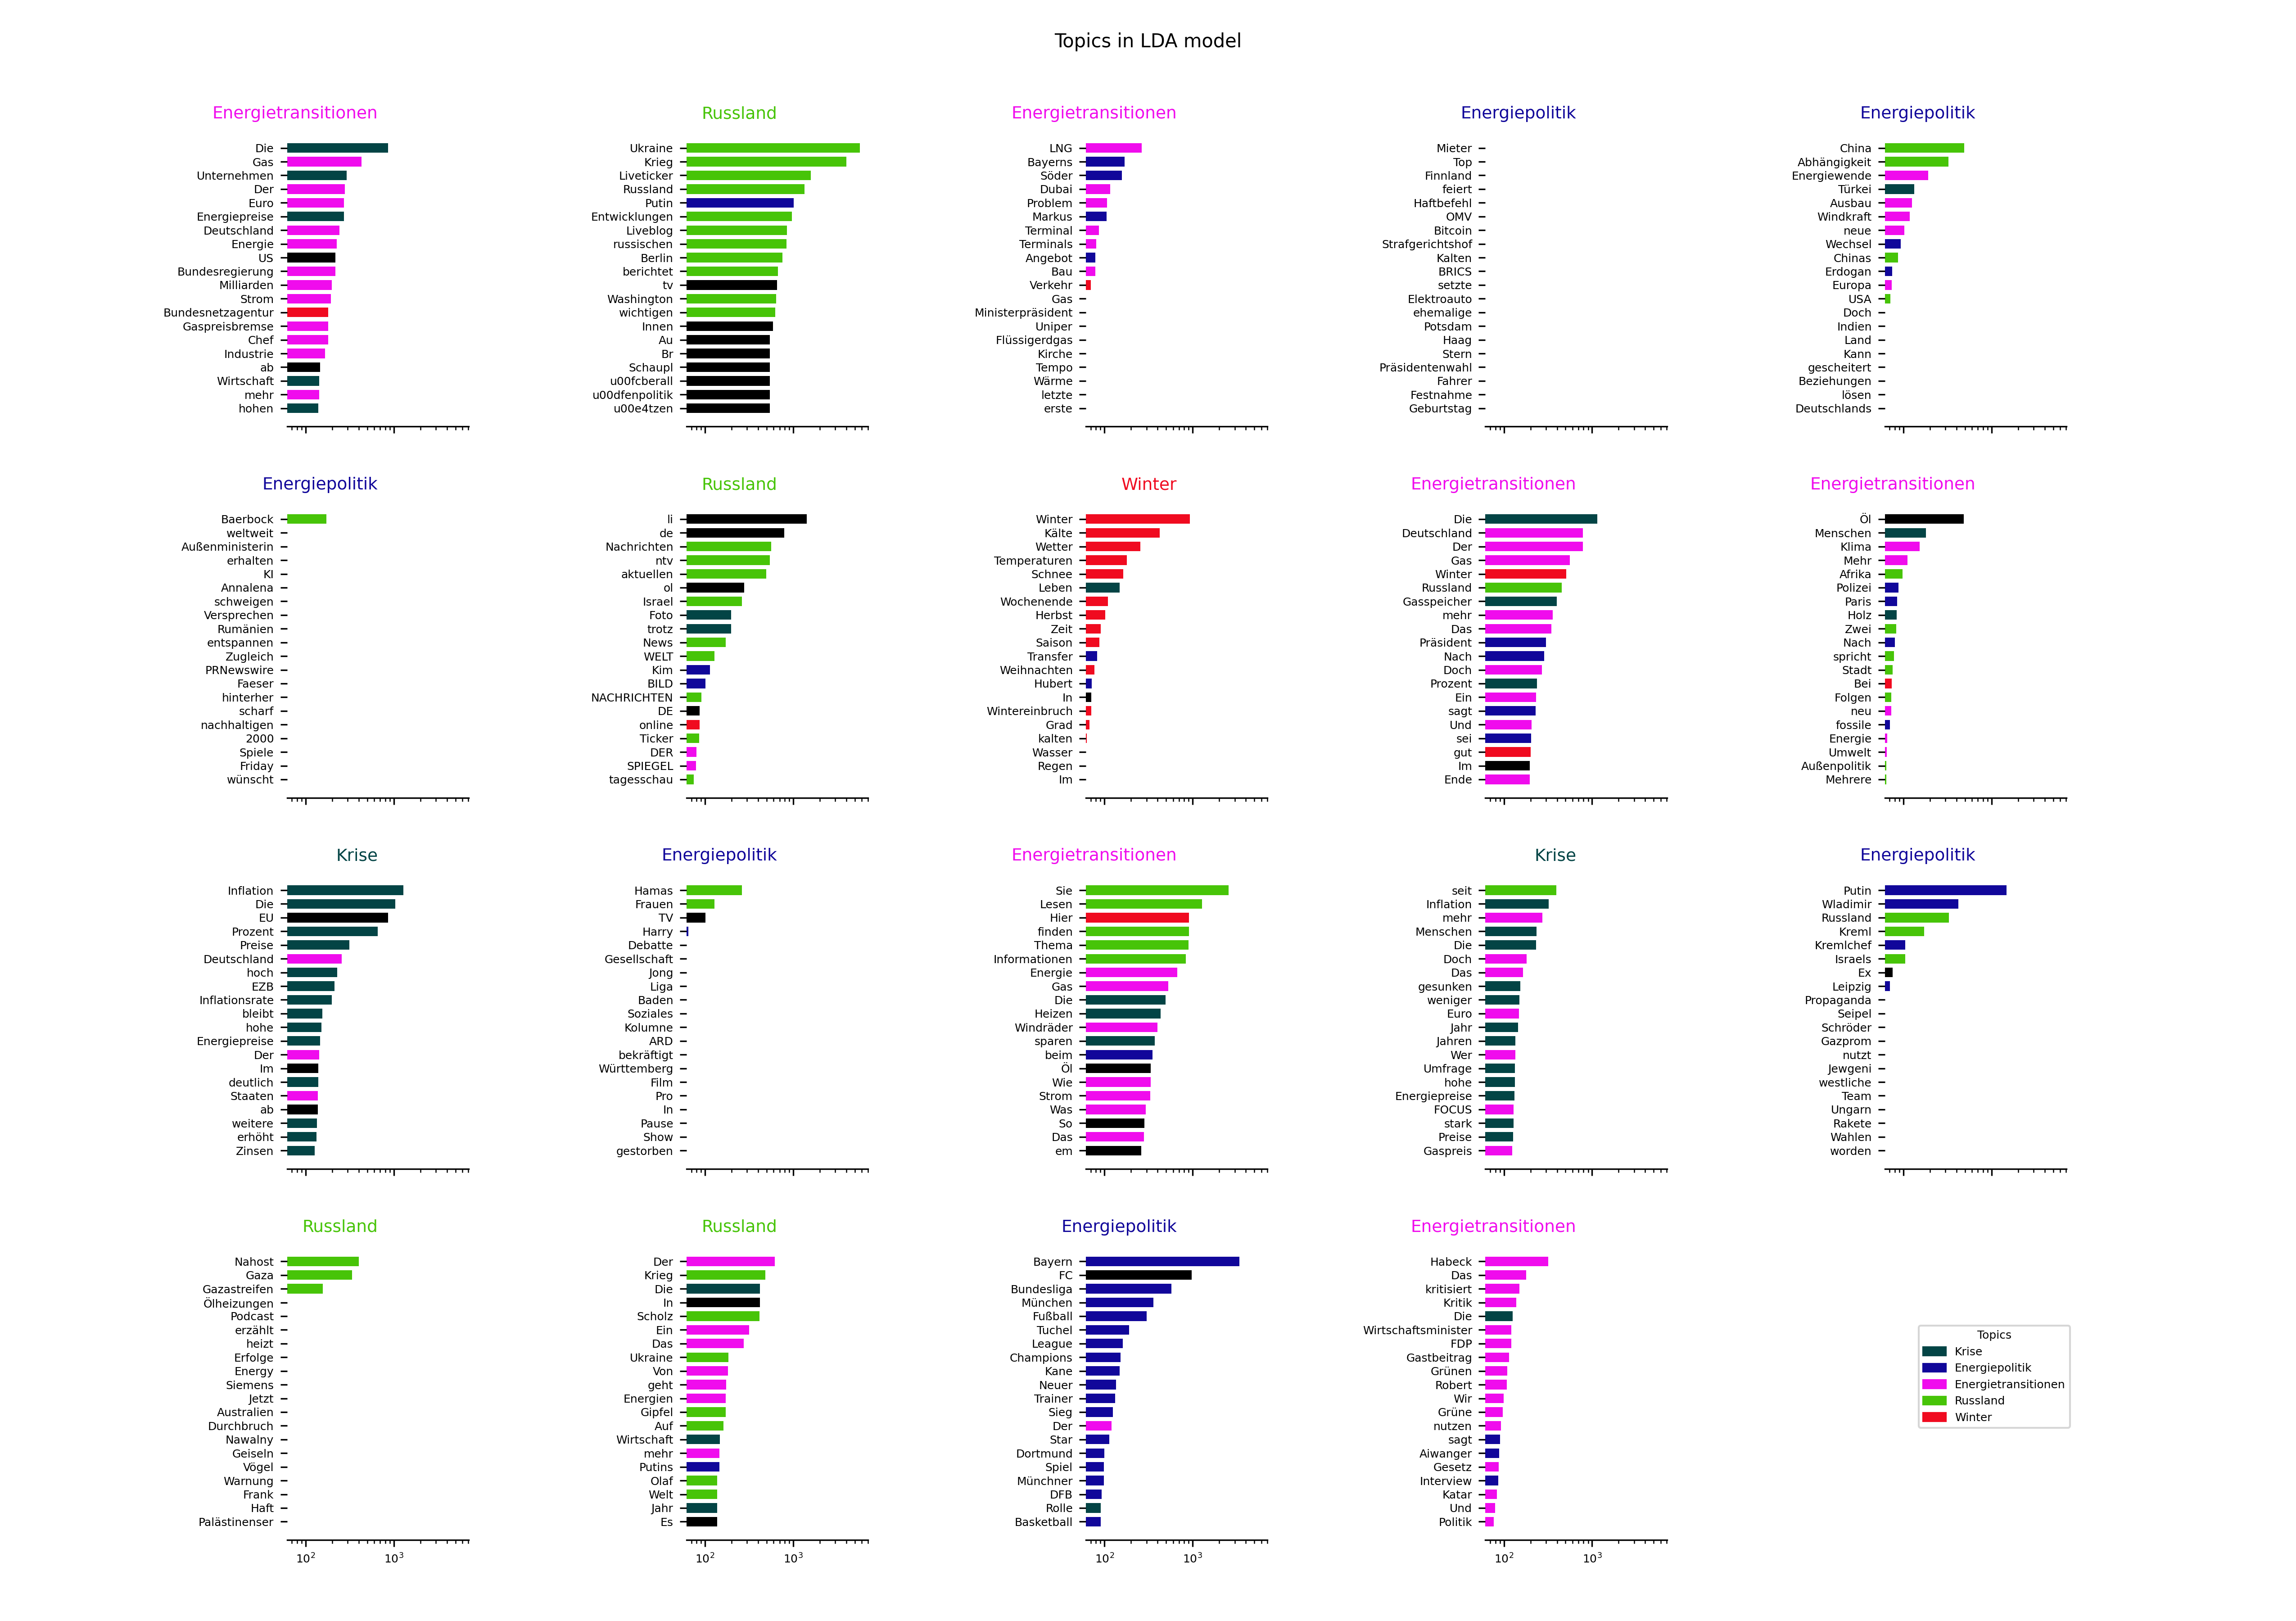 Topics in LDA model
Energietransitionen
Die
Gas
Unternehmen
Der
Euro
Energiepreise
Deutschland
Energie
US
Bundesregierung
Milliarden
Strom
Bundesnetzagentur
Gaspreisbremse
Chef
Industrie
ab
Wirtschaft
mehr
hohen
Russland
Ukraine
Krieg
Liveticker
Russland
Putin
Entwicklungen
Liveblog
russischen
Berlin
berichtet
tv
Washington
wichtigen
Innen
Au
Br
Schaupl
u00fcberall
u00dfenpolitik
u00e4tzen
Energietransitionen
LNG
Bayerns
Söder
Dubai
Problem
Markus
Terminal
Terminals
Angebot
Bau
Verkehr
Gas
Ministerpräsident
Uniper
Flüssigerdgas
Kirche
Tempo
Wärme
letzte
erste
Energiepolitik
Mieter
Top
Finnland
feiert
Haftbefehl
OMV
Bitcoin
Strafgerichtshof
Kalten
BRICS
setzte
Elektroauto
ehemalige
Potsdam
Haag
Stern
Präsidentenwahl
Fahrer
Festnahme
Geburtstag
Energiepolitik
China
Abhängigkeit
Energiewende
Türkei
Ausbau
Windkraft
neue
Wechsel
Chinas
Erdogan
Europa
USA
Doch
Indien
Land
Kann
gescheitert
Beziehungen
lösen
Deutschlands
Energiepolitik
Baerbock
weltweit
Außenministerin
erhalten
KI
Annalena
schweigen
Versprechen
Rumänien
entspannen
Zugleich
PRNewswire
Faeser
hinterher
scharf
nachhaltigen
2000
Spiele
Friday
wünscht
Russland
li
de
Nachrichten
ntv
aktuellen
ol
Israel
Foto
trotz
News
WELT
Kim
BILD
NACHRICHTEN
DE
online
Ticker
DER
SPIEGEL
tagesschau
Winter
Winter
Kälte
Wetter
Temperaturen
Schnee
Leben
Wochenende
Herbst
Zeit
Saison
Transfer
Weihnachten
Hubert
In
Wintereinbruch
Grad
kalten
Wasser
Regen
Im
Energietransitionen
Die
Deutschland
Der
Gas
Winter
Russland
Gasspeicher
mehr
Das
Präsident
Nach
Doch
Prozent
Ein
sagt
Und
sei
gut
Im
Ende
Energietransitionen
Öl
Menschen
Klima
Mehr
Afrika
Polizei
Paris
Holz
Zwei
Nach
spricht
Stadt
Bei
Folgen
neu
fossile
Energie
Umwelt
Außenpolitik
Mehrere
Krise
Inflation
Die
EU
Prozent
Preise
Deutschland
hoch
EZB
Inflationsrate
bleibt
hohe
Energiepreise
Der
Im
deutlich
Staaten
ab
weitere
erhöht
Zinsen
Energiepolitik
Hamas
Frauen
TV
Harry
Debatte
Gesellschaft
Jong
Liga
Baden
Soziales
Kolumne
ARD
bekräftigt
Württemberg
Film
Pro
In
Pause
Show
gestorben
Energietransitionen
Sie
Lesen
Hier
finden
Thema
Informationen
Energie
Gas
Die
Heizen
Windräder
sparen
beim
Öl
Wie
Strom
Was
So
Das
em
Krise
seit
Inflation
mehr
Menschen
Die
Doch
Das
gesunken
weniger
Euro
Jahr
Jahren
Wer
Umfrage
hohe
Energiepreise
FOCUS
stark
Preise
Gaspreis
Energiepolitik
Putin
Wladimir
Russland
Kreml
Kremlchef
Israels
Ex
Leipzig
Propaganda
Seipel
Schröder
Gazprom
nutzt
Jewgeni
westliche
Team
Ungarn
Rakete
Wahlen
worden
Russland
Nahost
Gaza
Gazastreifen
Ölheizungen
Podcast
erzählt
heizt
Erfolge
Energy
Siemens
Jetzt
Australien
Durchbruch
Nawalny
Geiseln
Vögel
Warnung
Frank
Haft
Palästinenser
10² 10³
Russland
Der
Krieg
Die
In
Scholz
Ein
Das
Ukraine
Von
geht
Energien
Gipfel
Auf
Wirtschaft
mehr
Putins
Olaf
Welt
Jahr
Es
10² 10³
Energiepolitik
Bayern
FC
Bundesliga
München
Fußball
Tuchel
League
Champions
Kane
Neuer
Trainer
Sieg
Der
Star
Dortmund
Spiel
Münchner
DFB
Rolle
Basketball
10² 10³
Energietransitionen
Habeck
Das
kritisiert
Kritik
Die
Wirtschaftsminister
FDP
Gastbeitrag
Grünen
Robert
Wir
Grüne
nutzen
sagt
Aiwanger
Gesetz
Interview
Katar
Und
Politik
10² 10³
Topics
Krise
Energiepolitik
Energietransitionen
Russland
Winter